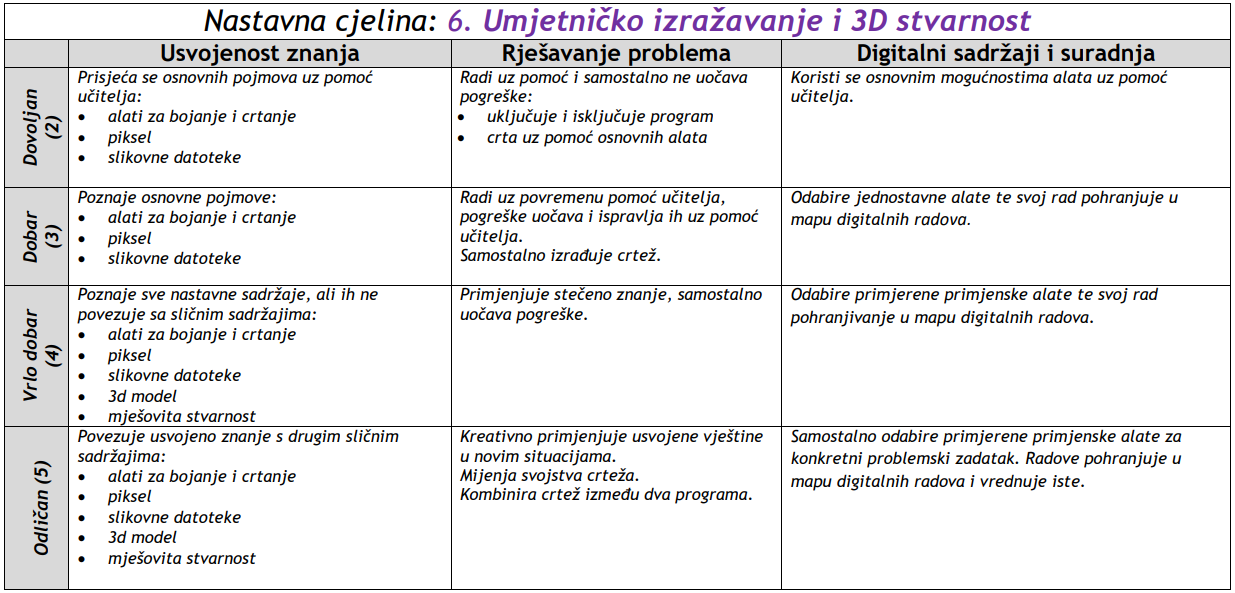 Nastavna cjelina: 6. Umjetničko izražavanje i 3D stvarnost
Usvojenost znanja
Rješavanje problema
Digitalni sadržaji i suradnja
Dovoljan
(2)
Prisjeća se osnovnih pojmova uz pomoć
učitelja:
• alati za bojanje i crtanje
• piksel
• slikovne datoteke
Radi uz pomoć i samostalno ne uočava
pogreške:
• uključuje i isključuje program
• crta uz pomoć osnovnih alata
Koristi se osnovnim mogućnostima alata uz pomoć
učitelja.
Dobar
(3)
Poznaje osnovne pojmove:
• alati za bojanje i crtanje
• piksel
• slikovne datoteke
Radi uz povremenu pomoć učitelja,
pogreške uočava i ispravlja ih uz pomoć
učitelja.
Samostalno izrađuje crtež.
Odabire jednostavne alate te svoj rad pohranjuje u
mapu digitalnih radova.
Vrlo dobar
(4)
Poznaje sve nastavne sadržaje, ali ih ne
povezuje sa sličnim sadržajima:
• alati za bojanje i crtanje
• piksel
• slikovne datoteke
• 3d model
• mješovita stvarnost
Primjenjuje stečeno znanje, samostalno
uočava pogreške.
Odabire primjerene primjenske alate te svoj rad
pohranjivanje u mapu digitalnih radova.
Odličan (5)
Povezuje usvojeno znanje s drugim sličnim
sadržajima:
• alati za bojanje i crtanje
• piksel
• slikovne datoteke
• 3d model
• mješovita stvarnost
Kreativno primjenjuje usvojene vještine
u novim situacijama.
Mijenja svojstva crteža.
Kombinira crtež između dva programa.
Samostalno odabire primjerene primjenske alate za
konkretni problemski zadatak. Radove pohranjuje u
mapu digitalnih radova i vrednuje iste.